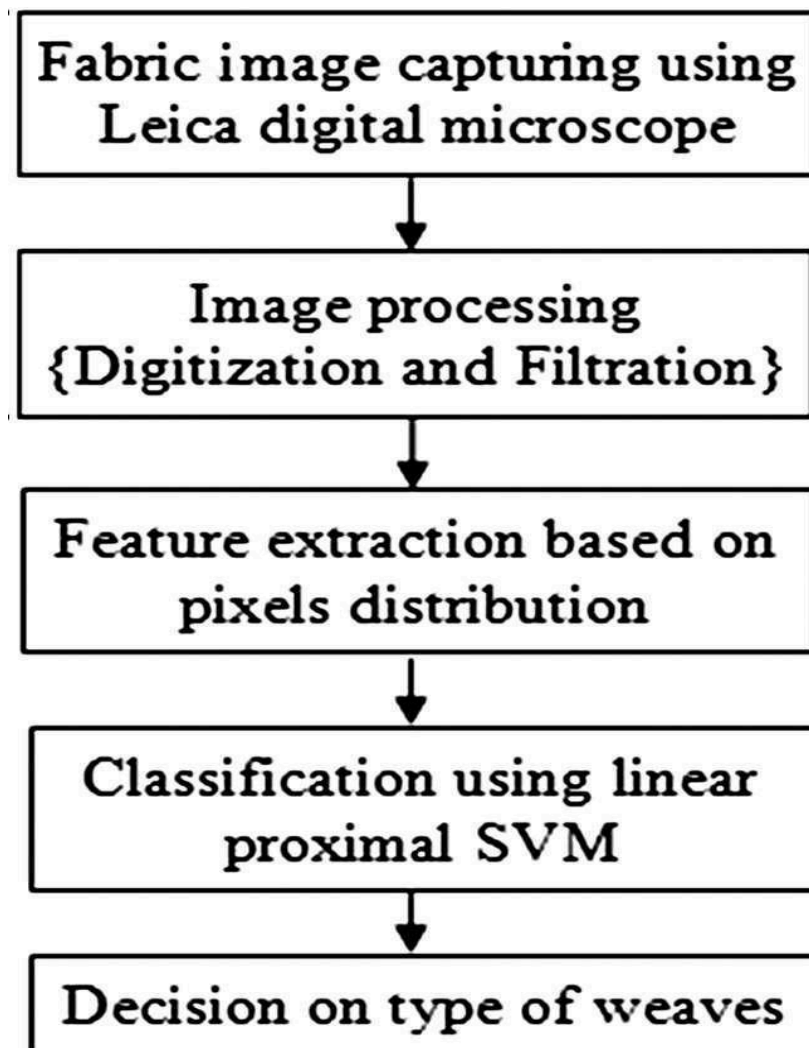 Fabric image capturing using
Leica digital microscope
Image processing
{Digitization and Filtration}
Feature extraction based on
pixels distribution
Classification using linear
proximal SVM
Decision on type of weaves